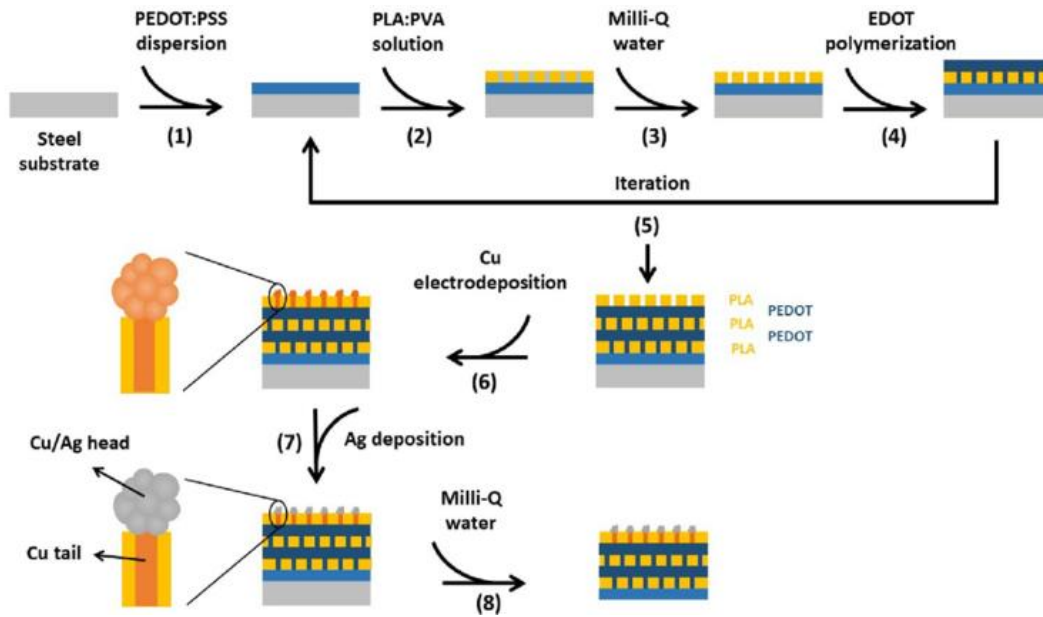 PEDOT:PSS
dispersion
PLA:PVA
solution
Milli-Q
water
EDOT
polymerization
(1)
(2)
(3)
(4)
Steel
substrate
Iteration
(5)
Cu
electrodeposition
PLA
PEDOT
PLA
PEDOT
PLA
(6)
(7)
Ag deposition
Cu/Ag head
Milli-Q
water
Cu tail
(8)